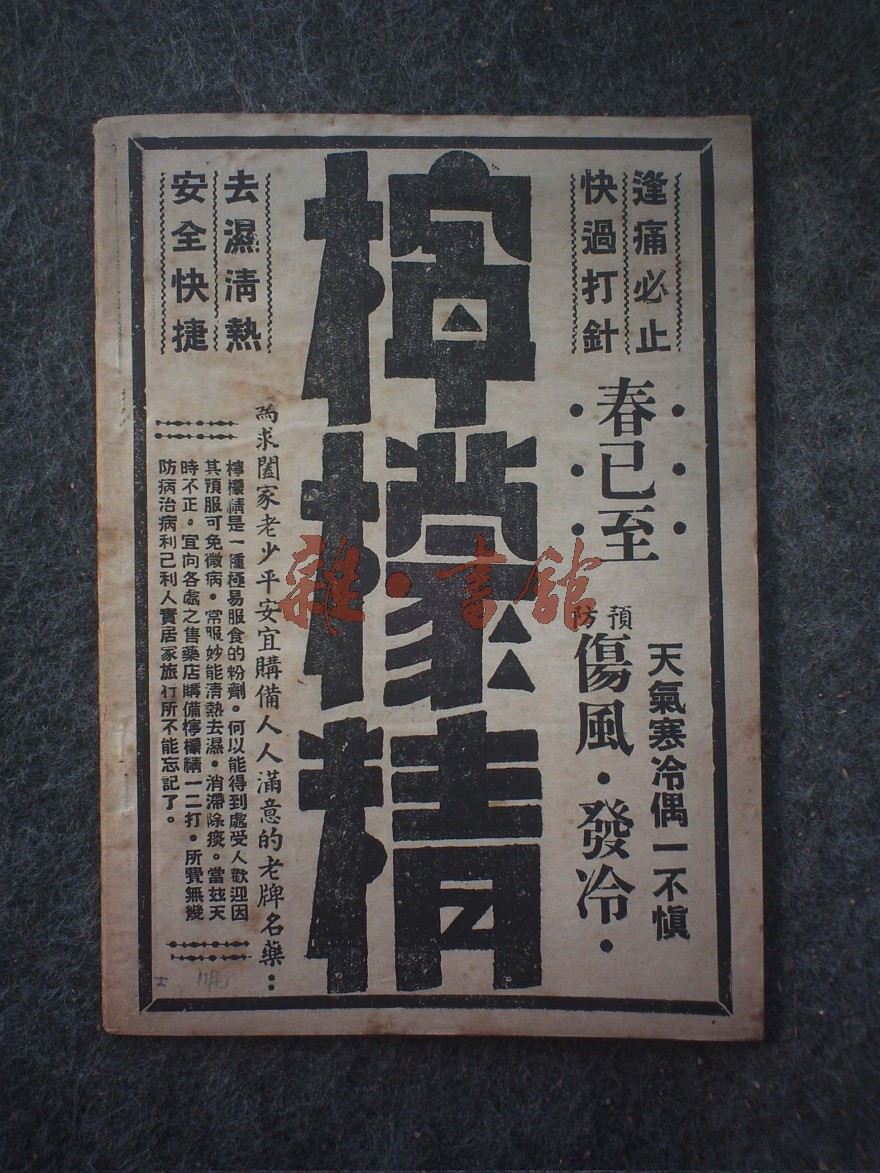 逢痛必止
快過打針
春已至
天氣寒冷偶一不慎
預防
傷風·發冷·
檸檬精
去濕清熱
安全快捷
爲求闔家老少平安宜購備人人滿意的老牌名藥：
檸檬精是一種極易服食的粉劑。何以能得到處受人歡迎因
其預服可免微病。常服妙能清熱去濕。消滯除痰。當玆天
時不正。宜向各處之售藥店購備檸檬精一二打。所費無幾
防病治病利己利人實居家旅行所不能忘記了。
雜·書館